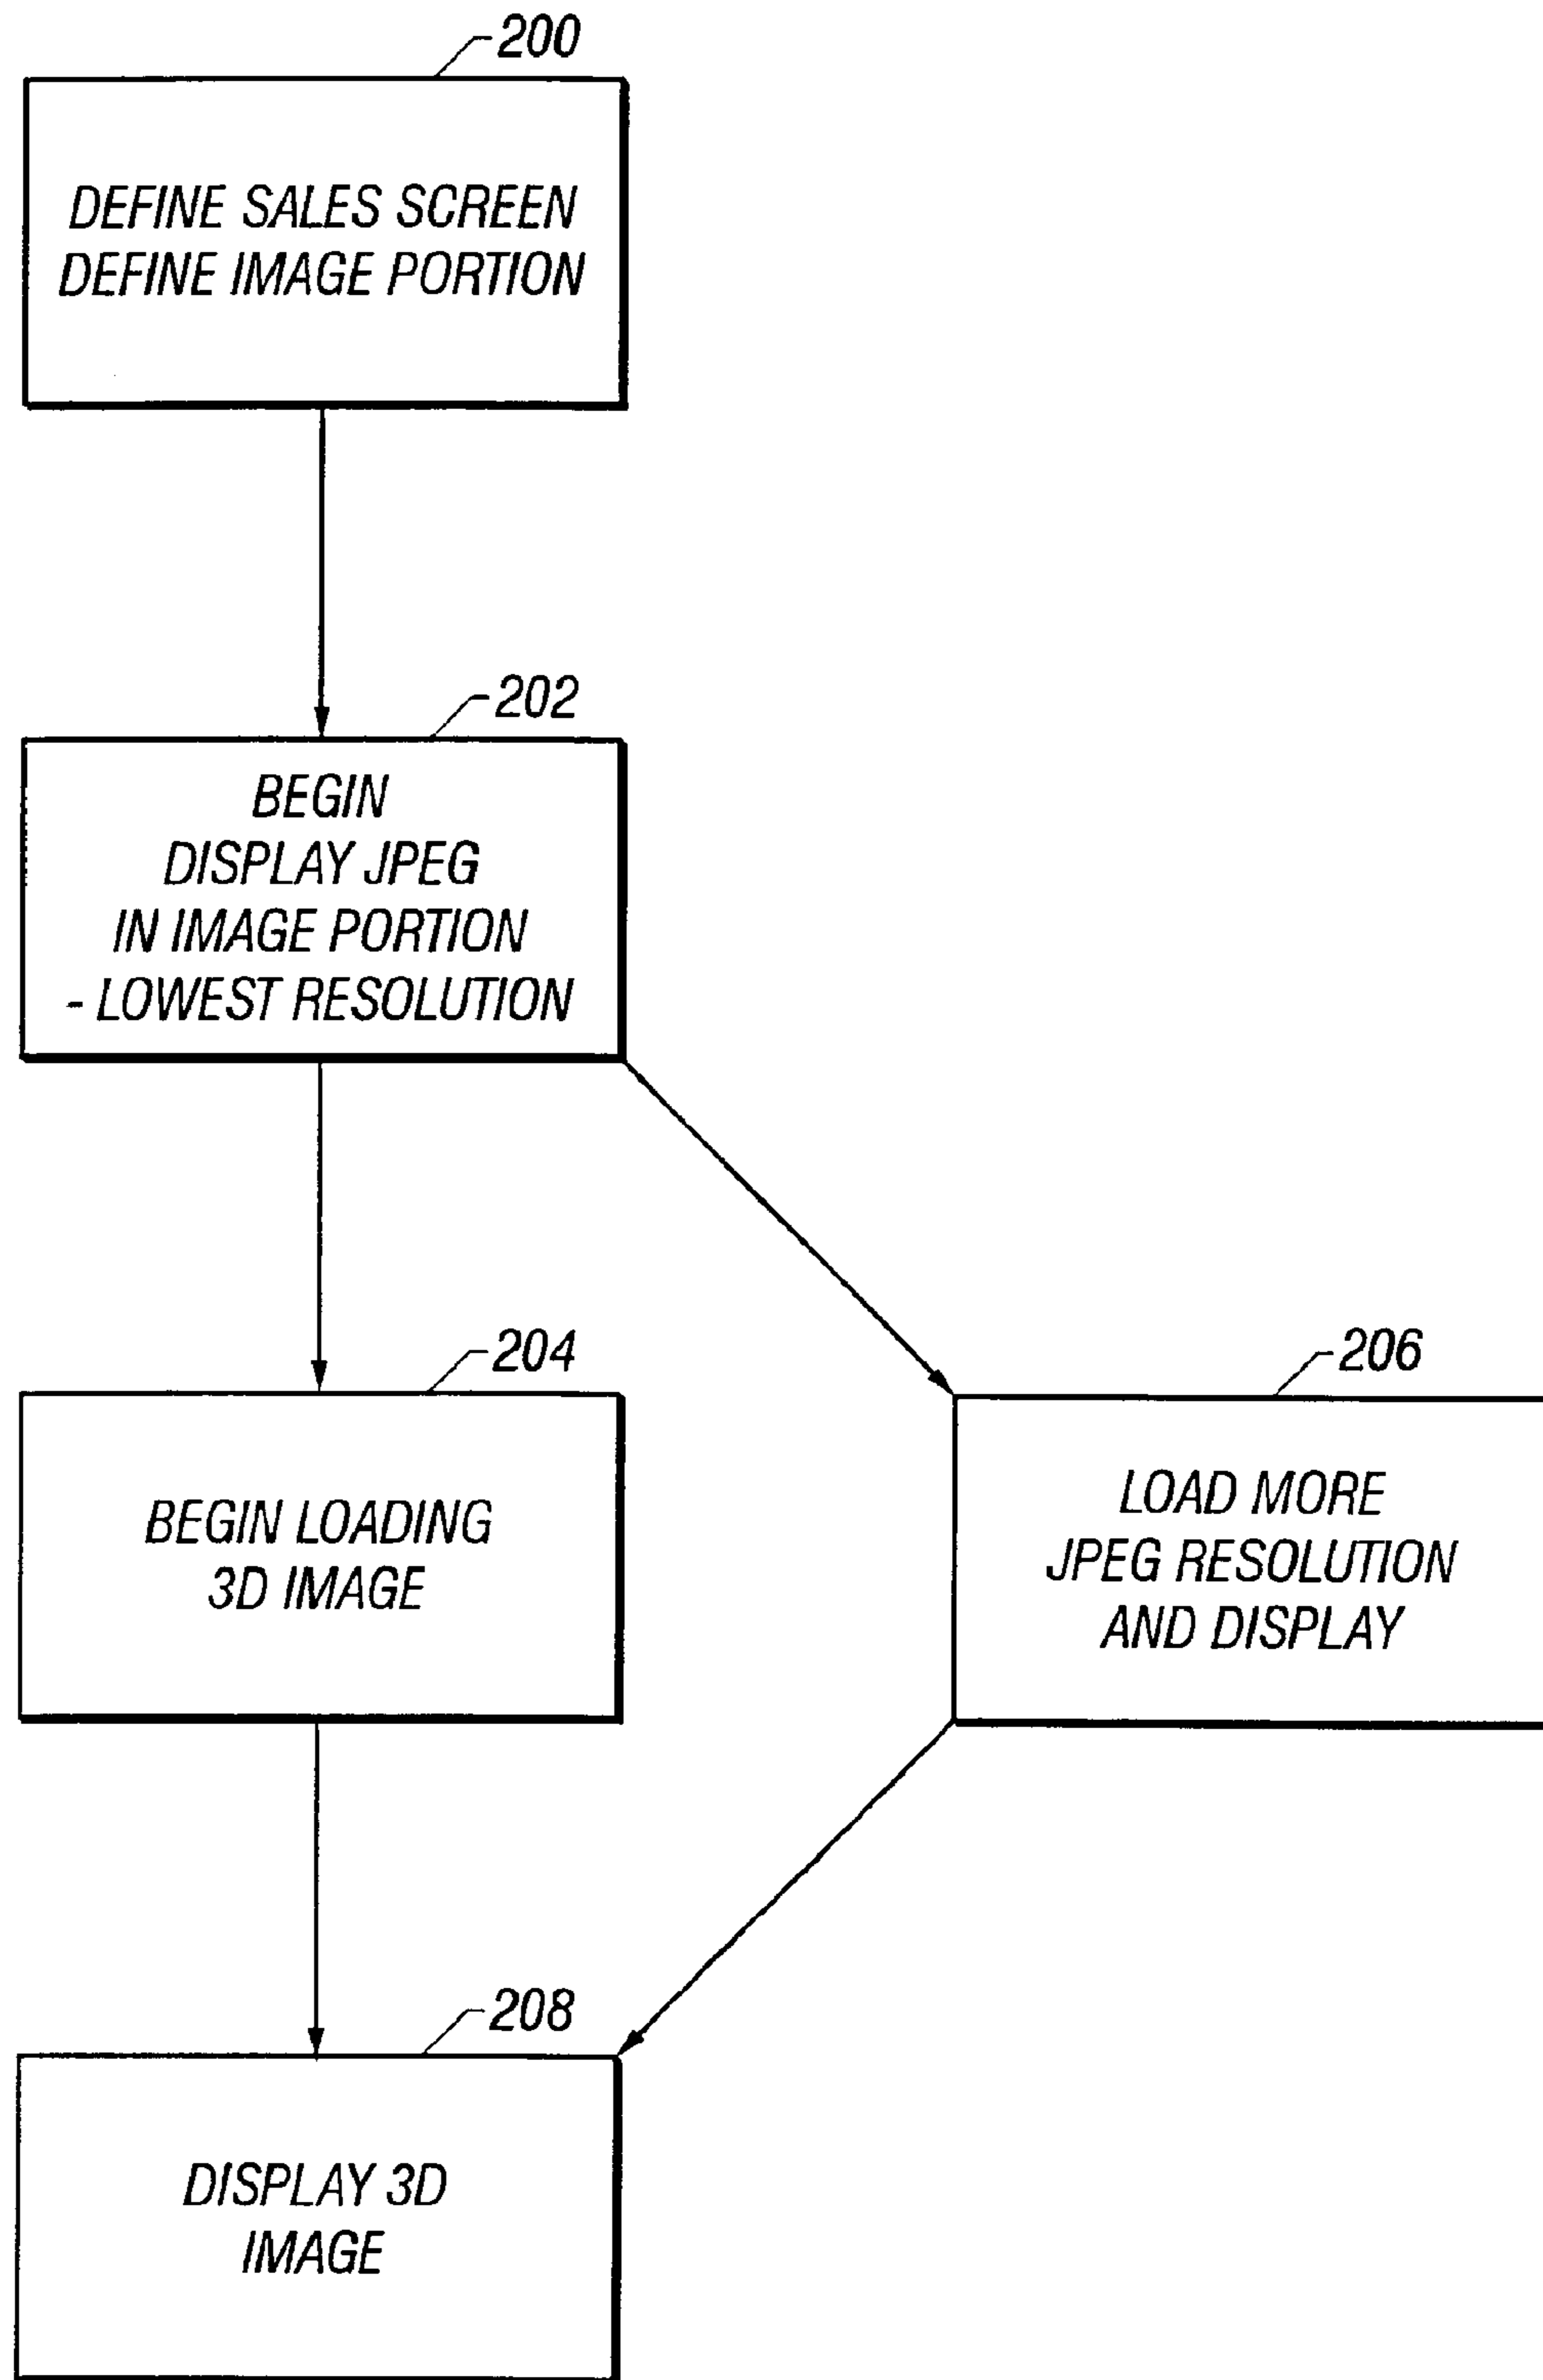 200
DEFINE SALES SCREEN
DEFINE IMAGE PORTION
202
BEGIN
DISPLAY JPEG
IN IMAGE PORTION
- LOWEST RESOLUTION
204
BEGIN LOADING
3D IMAGE
206
LOAD MORE
JPEG RESOLUTION
AND DISPLAY
208
DISPLAY 3D
IMAGE